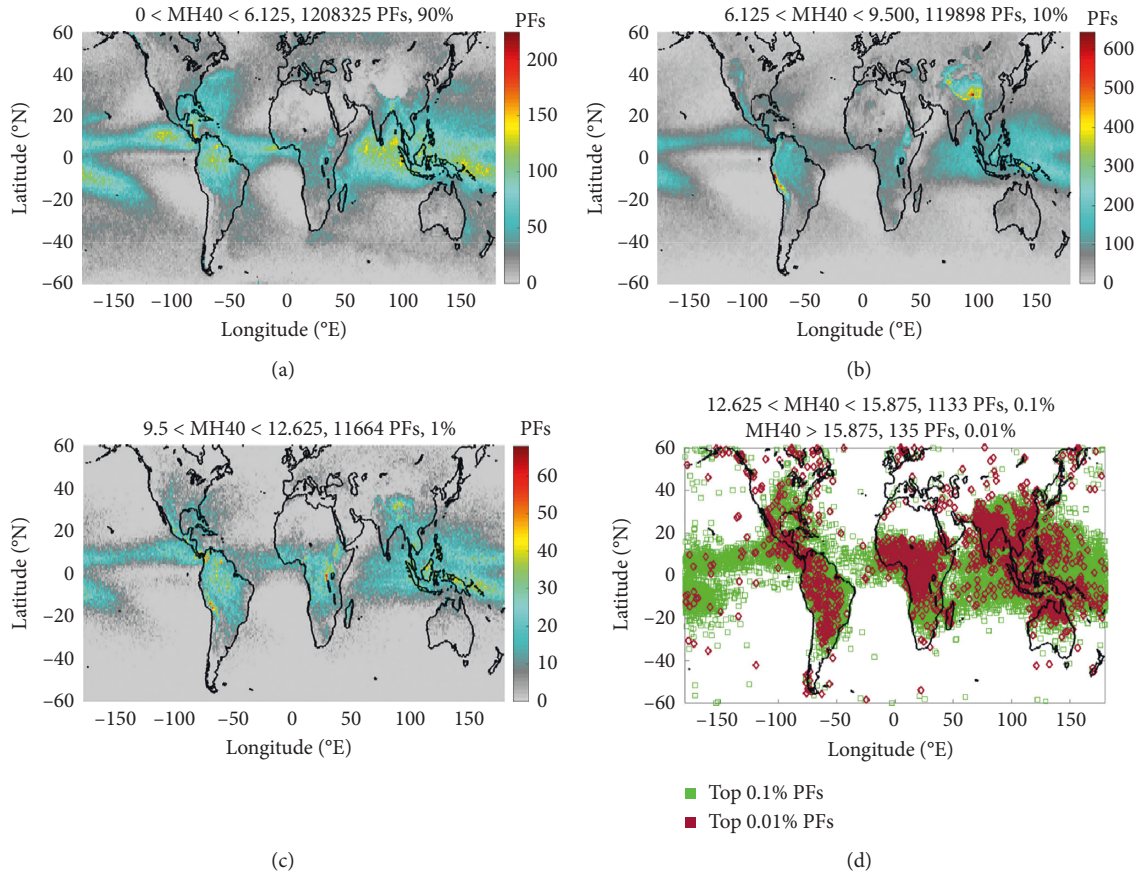 0 < MH40 < 6.125, 1208325 PFs, 90%
PFs
60
40
20
0
−20
−40
−60
Latitude (°N)
−150 −100 −50 0 50 100 150
Longitude (°E)
200
150
100
50
0
(a)
6.125 < MH40 < 9.500, 119898 PFs, 10%
PFs
60
40
20
0
−20
−40
−60
Latitude (°N)
−150 −100 −50 0 50 100 150
Longitude (°E)
600
500
400
300
200
100
0
(b)
9.5 < MH40 < 12.625, 11664 PFs, 1%
PFs
60
40
20
0
−20
−40
−60
Latitude (°N)
−150 −100 −50 0 50 100 150
Longitude (°E)
60
50
40
30
20
10
0
(c)
12.625 < MH40 < 15.875, 1133 PFs, 0.1%
MH40 > 15.875, 135 PFs, 0.01%
60
40
20
0
−20
−40
−60
Latitude (°N)
−150 −100 −50 0 50 100 150
Longitude (°E)
Top 0.1% PFs
Top 0.01% PFs
(d)